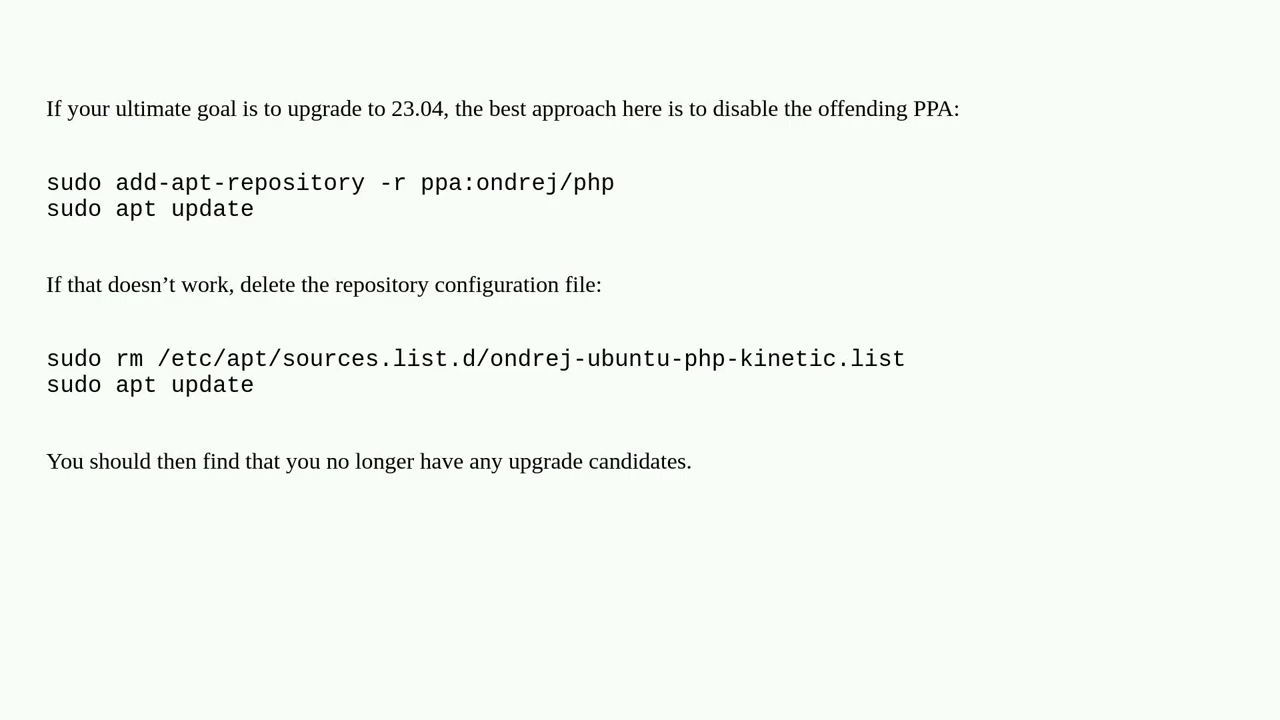 If your ultimate goal is to upgrade to 23.04, the best approach here is to disable the offending PPA:
sudo add-apt-repository -r ppa:ondrej/php
sudo apt update
If that doesn’t work, delete the repository configuration file:
sudo rm /etc/apt/sources.list.d/ondrej-ubuntu-php-kinetic.list
sudo apt update
You should then find that you no longer have any upgrade candidates.